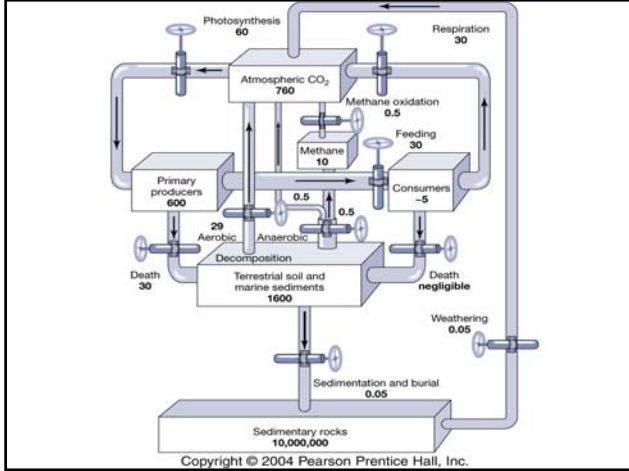 Photosynthesis
60
Respiration
30
Atmospheric CO₂
760
Methane oxidation
0.5
Feeding
30
Methane
10
Primary
producers
600
Consumers
~5
0.5
0.5
29
Aerobic
Anaerobic
Decomposition
Death
30
Terrestrial soil and
marine sediments
1600
Death
negligible
Weathering
0.05
Sedimentation and burial
0.05
Sedimentary rocks
10,000,000
Copyright © 2004 Pearson Prentice Hall, Inc.